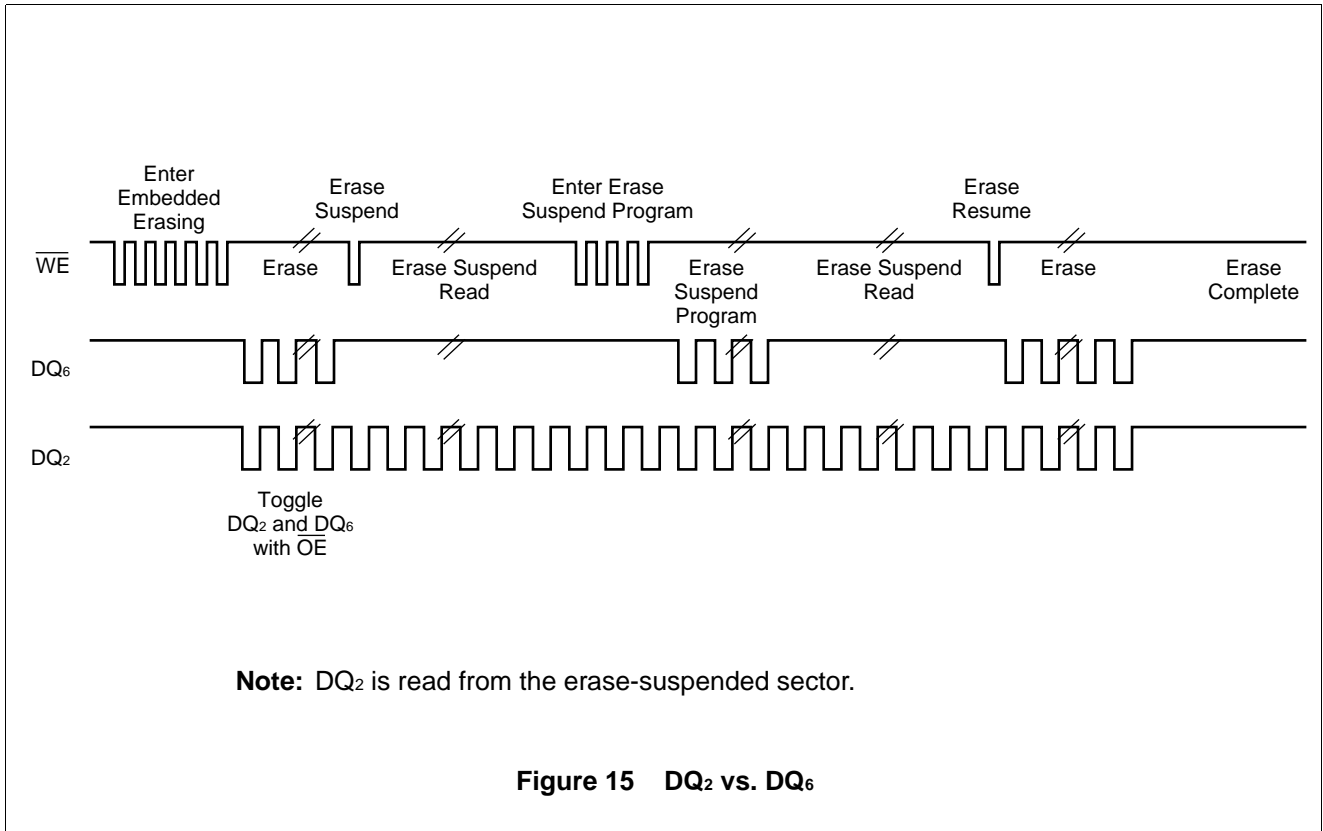 Enter
Embedded
Erasing
Erase
Suspend
Enter Erase
Suspend Program
Erase
Resume
WE
Erase
Erase Suspend
Read
Erase
Suspend
Program
Erase Suspend
Read
Erase
Erase
Complete
DQ6
DQ2
Toggle
DQ2 and DQ6
with OE
Note: DQ2 is read from the erase-suspended sector.
Figure 15 DQ2 vs. DQ6